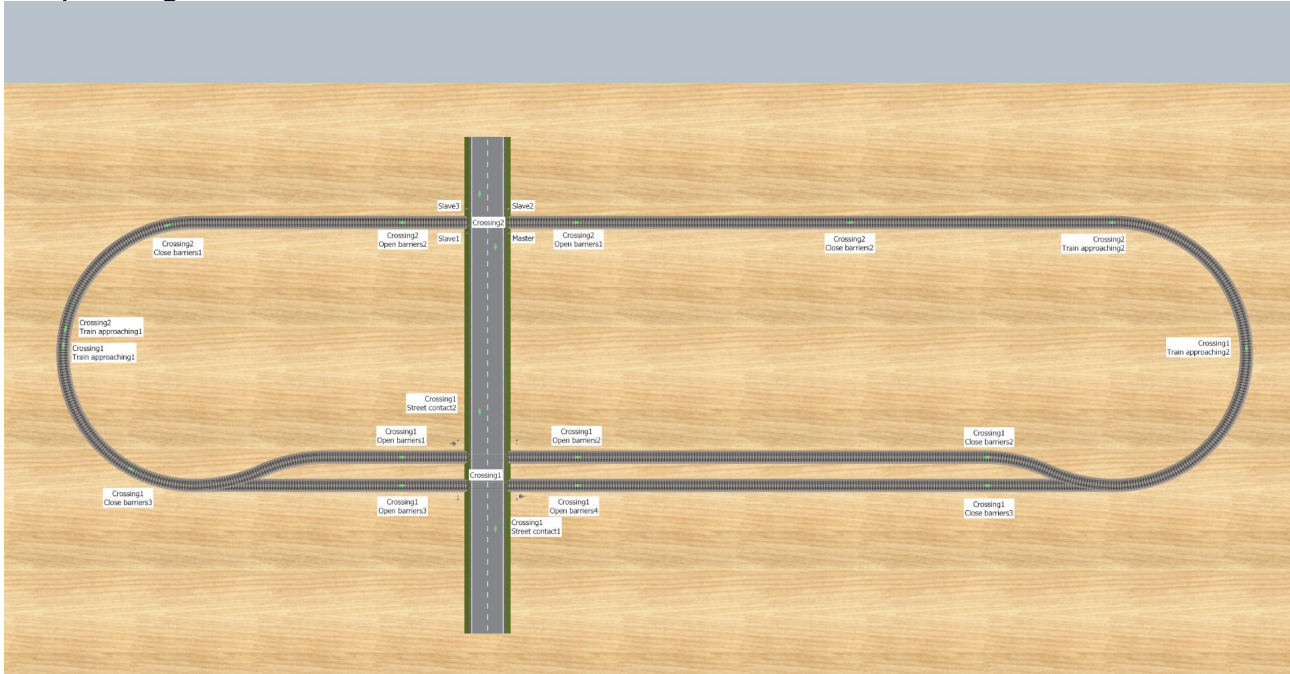 Slave3
Slave2
Crossing2
Slave1
Master
Crossing2
Open barriers2
Crossing2
Open barriers1
Crossing2
Close barriers1
Crossing2
Close barriers2
Crossing2
Train approaching2
Crossing2
Train approaching1
Crossing1
Train approaching1
Crossing1
Train approaching2
Crossing1
Street contact2
Crossing1
Open barriers1
Crossing1
Open barriers2
Crossing1
Close barriers2
Crossing1
Crossing1
Close barriers3
Crossing1
Open barriers3
Crossing1
Open barriers4
Crossing1
Close barriers3
Crossing1
Street contact1